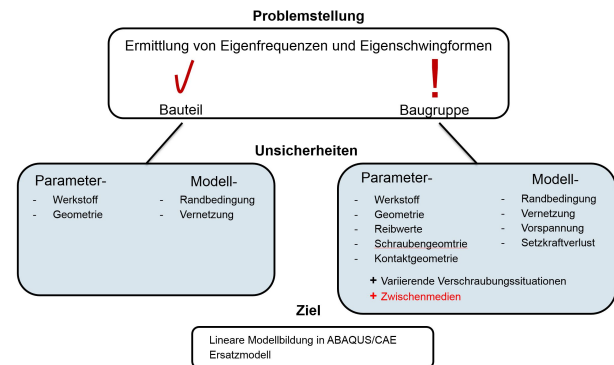 Problemstellung
Ermittlung von Eigenfrequenzen und Eigenschwingformen
!
Bauteil
Baugruppe
Unsicherheiten
Parameter-
- Werkstoff
- Geometrie
Modell-
- Randbedingung
- Vernetzung
Parameter-
- Werkstoff
- Geometrie
- Reibwerte
- Schraubengeomtrie
- Kontaktgeometrie
Modell-
- Randbedingung
- Vernetzung
- Vorspannung
- Setzkraftverlust
+ Variierende Verschraubungssituationen
+ Zwischenmedien
Ziel
Lineare Modellbildung in ABAQUS/CAE
Ersatzmodell